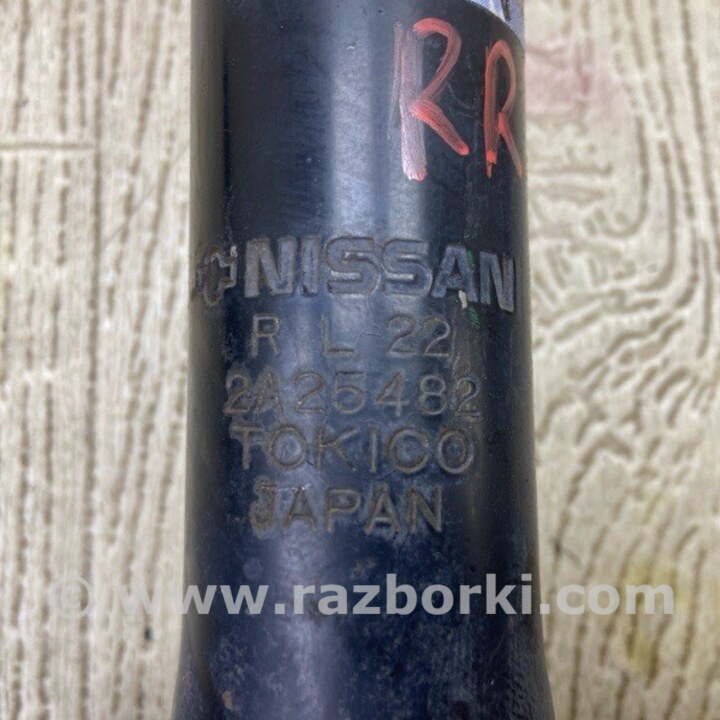 RR
NISSAN
R L 22
2A25482
TOKICO
JAPAN
© www.razborki.com